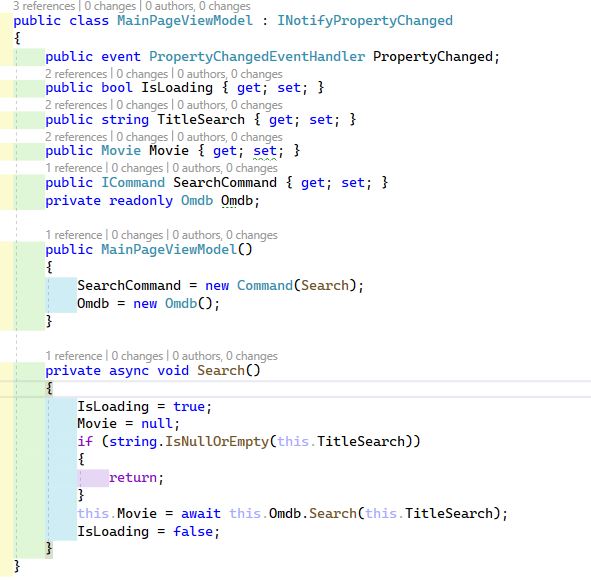 3 references | 0 changes | 0 authors, 0 changes
public class MainPageViewModel : INotifyPropertyChanged
{
public event PropertyChangedEventHandler PropertyChanged;
2 references | 0 changes | 0 authors, 0 changes
public bool IsLoading { get; set; }
2 references | 0 changes | 0 authors, 0 changes
public string TitleSearch { get; set; }
2 references | 0 changes | 0 authors, 0 changes
public Movie Movie { get; set; }
1 reference | 0 changes | 0 authors, 0 changes
public ICommand SearchCommand { get; set; }
private readonly Omdb Omdb;
1 reference | 0 changes | 0 authors, 0 changes
public MainPageViewModel()
{
SearchCommand = new Command(Search);
Omdb = new Omdb();
}
1 reference | 0 changes | 0 authors, 0 changes
private async void Search()
{
IsLoading = true;
Movie = null;
if (string.IsNullOrEmpty(this.TitleSearch))
{
return;
}
this.Movie = await this.Omdb.Search(this.TitleSearch);
IsLoading = false;
}
}